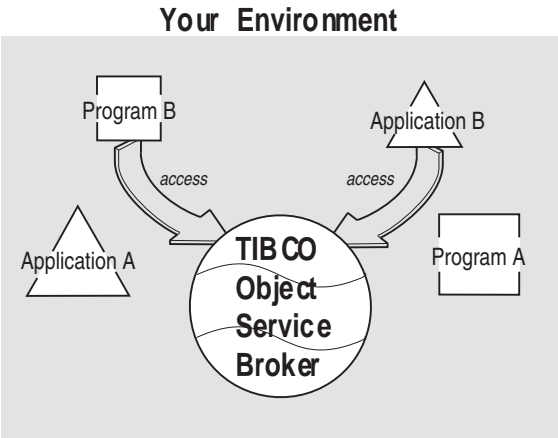 Your Environment
Program B
Application B
access
access
Application A
Program A
TIBCO
Object
Service
Broker